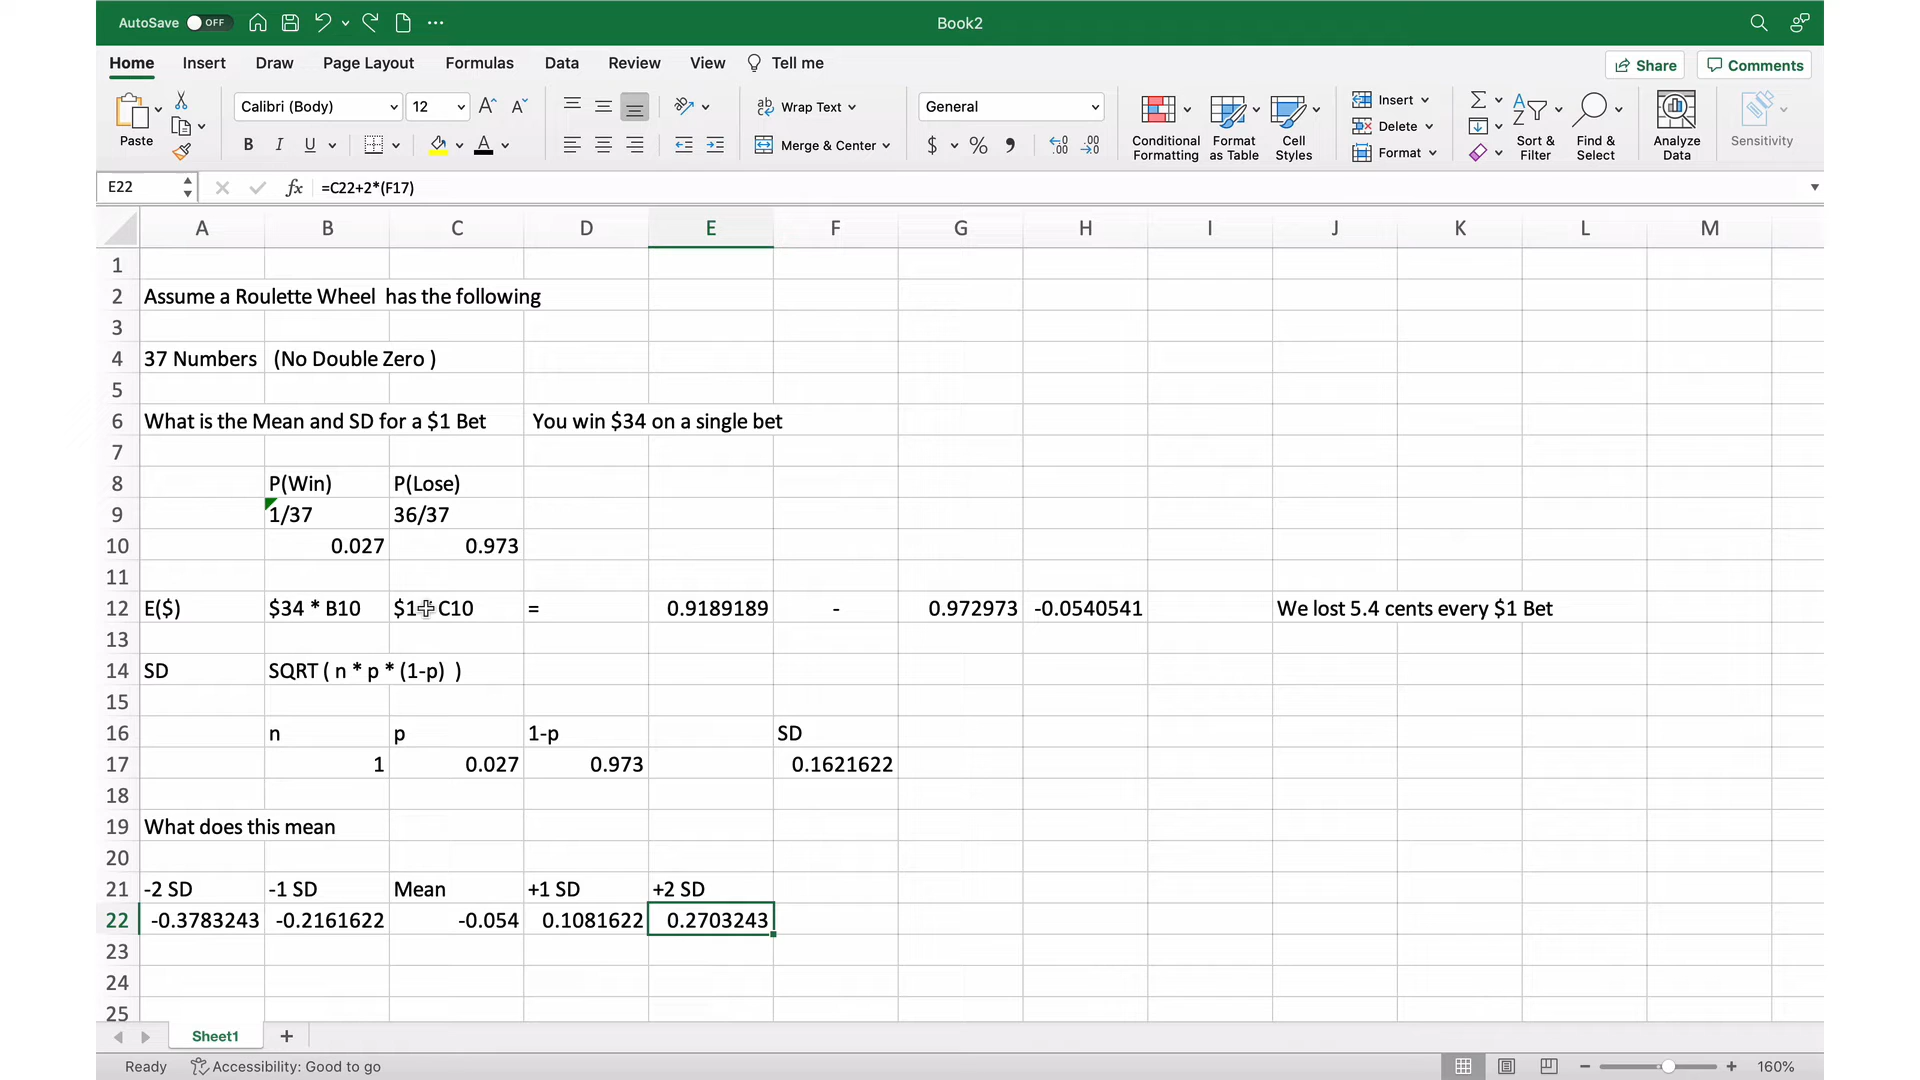 AutoSave OFF Book2
Home Insert Draw Page Layout Formulas Data Review View Tell me Share Comments
Paste Calibri (Body) 12 A^ Aˇ ab Wrap Text General Conditional Formatting Format as Table Cell Styles Insert Delete Format Sort & Filter Find & Select Analyze Data Sensitivity
B I U A Merge & Center $ % ,
E22 fx =C22+2*(F17)
A B C D E F G H I J K L M
1
2 Assume a Roulette Wheel has the following
3
4 37 Numbers (No Double Zero )
5
6 What is the Mean and SD for a $1 Bet You win $34 on a single bet
7
8 P(Win) P(Lose)
9 1/37 36/37
10 0.027 0.973
11
12 E($) $34 * B10 $1 C10 = 0.9189189 - 0.972973 -0.0540541 We lost 5.4 cents every $1 Bet
13
14 SD SQRT ( n * p * (1-p) )
15
16 n p 1-p SD
17 1 0.027 0.973 0.1621622
18
19 What does this mean
20
21 -2 SD -1 SD Mean +1 SD +2 SD
22 -0.3783243 -0.2161622 -0.054 0.1081622 0.2703243
23
24
25
Sheet1 +
Ready Accessibility: Good to go 160%